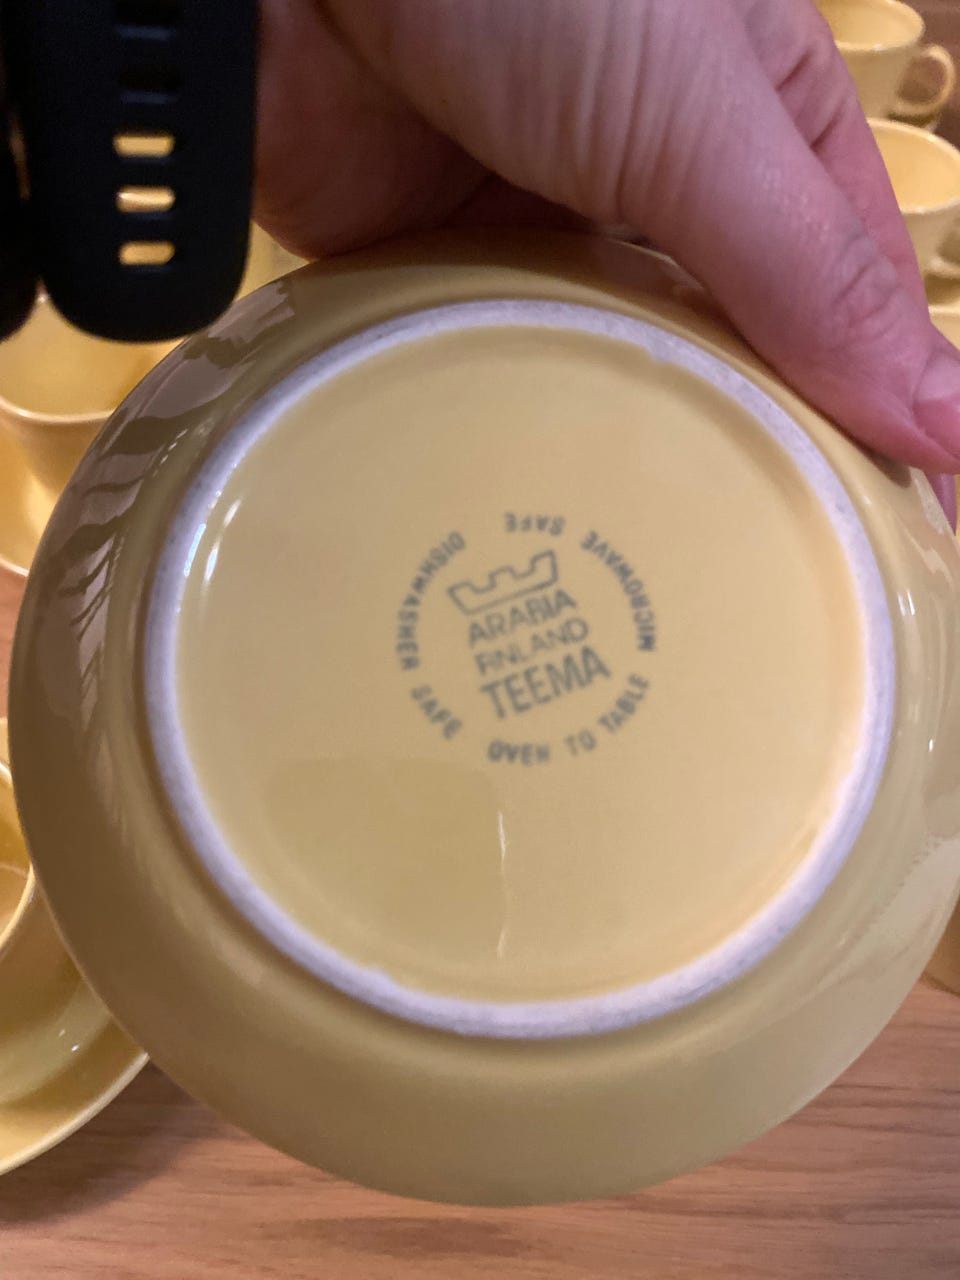 ARABIA
FINLAND
TEEMA
DISHWASHER SAFE
OVEN TO TABLE
MICROWAVE SAFE